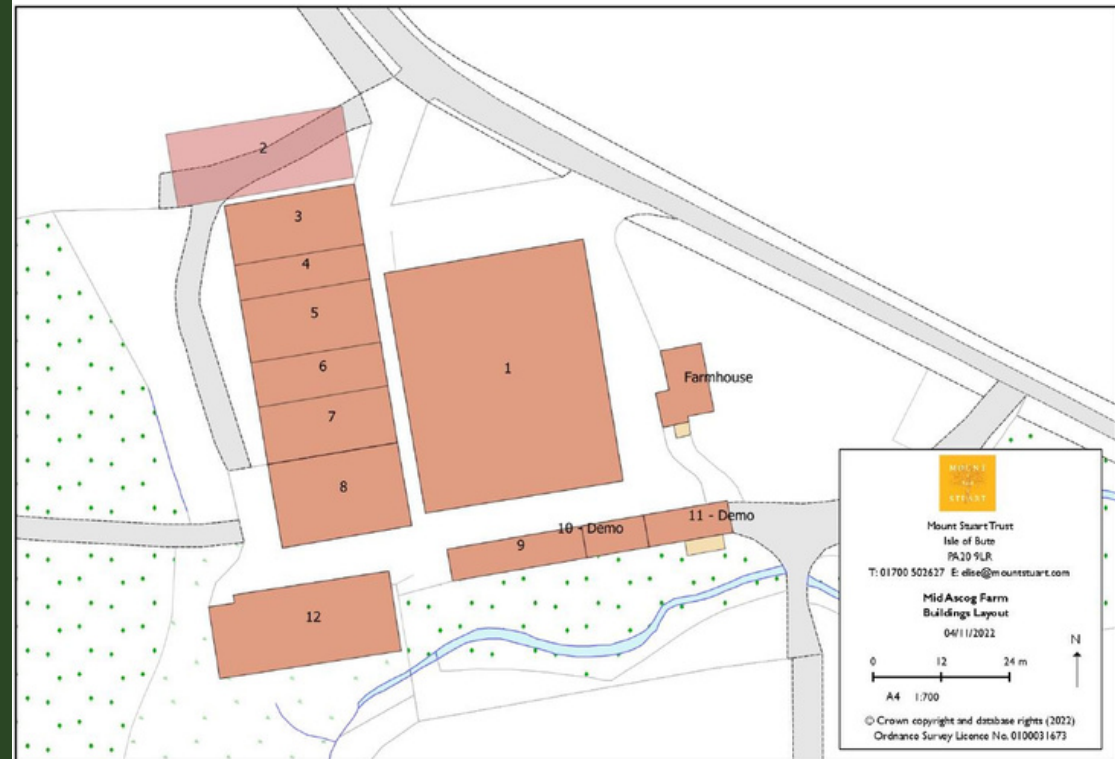 2
3
4
5
6
7
8
1
Farmhouse
9
10 - Demo
11 - Demo
12
MOUNT
STUART
Mount Stuart Trust
Isle of Bute
PA20 9LR
T: 01700 502627 E: elise@mountstuart.com
Mid Ascog Farm
Buildings Layout
04/11/2022
N
0 12 24 m
A4 1:700
© Crown copyright and database rights (2022)
Ordnance Survey Licence No. 0100031673